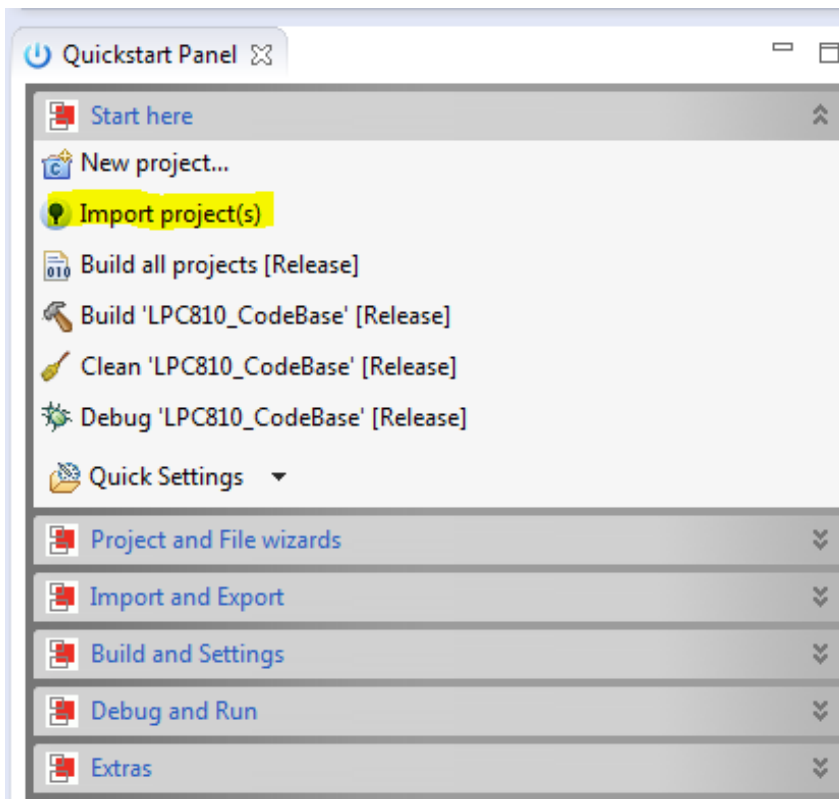 Quickstart Panel
Start here
New project...
Import project(s)
010
Build all projects [Release]
Build 'LPC810_CodeBase' [Release]
Clean 'LPC810_CodeBase' [Release]
Debug 'LPC810_CodeBase' [Release]
Quick Settings
Project and File wizards
Import and Export
Build and Settings
Debug and Run
Extras